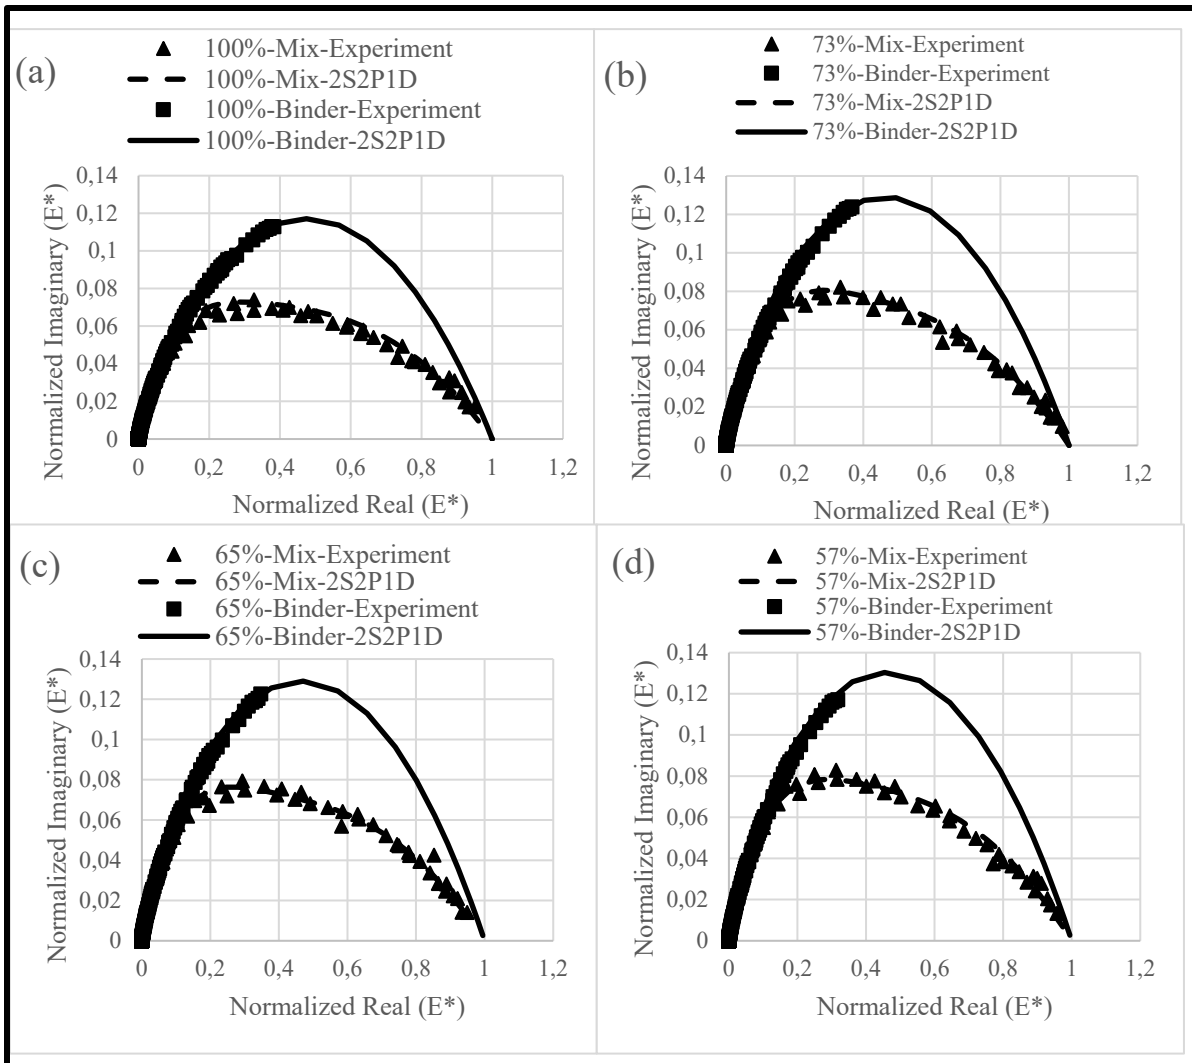 (a)
100%-Mix-Experiment
100%-Mix-2S2P1D
100%-Binder-Experiment
100%-Binder-2S2P1D
Normalized Imaginary (E*)
0,14
0,12
0,1
0,08
0,06
0,04
0,02
0
0 0,2 0,4 0,6 0,8 1 1,2
Normalized Real (E*)
(b)
73%-Mix-Experiment
73%-Binder-Experiment
73%-Mix-2S2P1D
73%-Binder-2S2P1D
Normalized Imaginary (E*)
0,14
0,12
0,1
0,08
0,06
0,04
0,02
0
0 0,2 0,4 0,6 0,8 1 1,2
Normalized Real (E*)
(c)
65%-Mix-Experiment
65%-Mix-2S2P1D
65%-Binder-Experiment
65%-Binder-2S2P1D
Normalized Imaginary (E*)
0,14
0,12
0,1
0,08
0,06
0,04
0,02
0
0 0,2 0,4 0,6 0,8 1 1,2
Normalized Real (E*)
(d)
57%-Mix-Experiment
57%-Mix-2S2P1D
57%-Binder-Experiment
57%-Binder-2S2P1D
Normalized Imaginary (E*)
0,14
0,12
0,1
0,08
0,06
0,04
0,02
0
0 0,2 0,4 0,6 0,8 1 1,2
Normalized Real (E*)